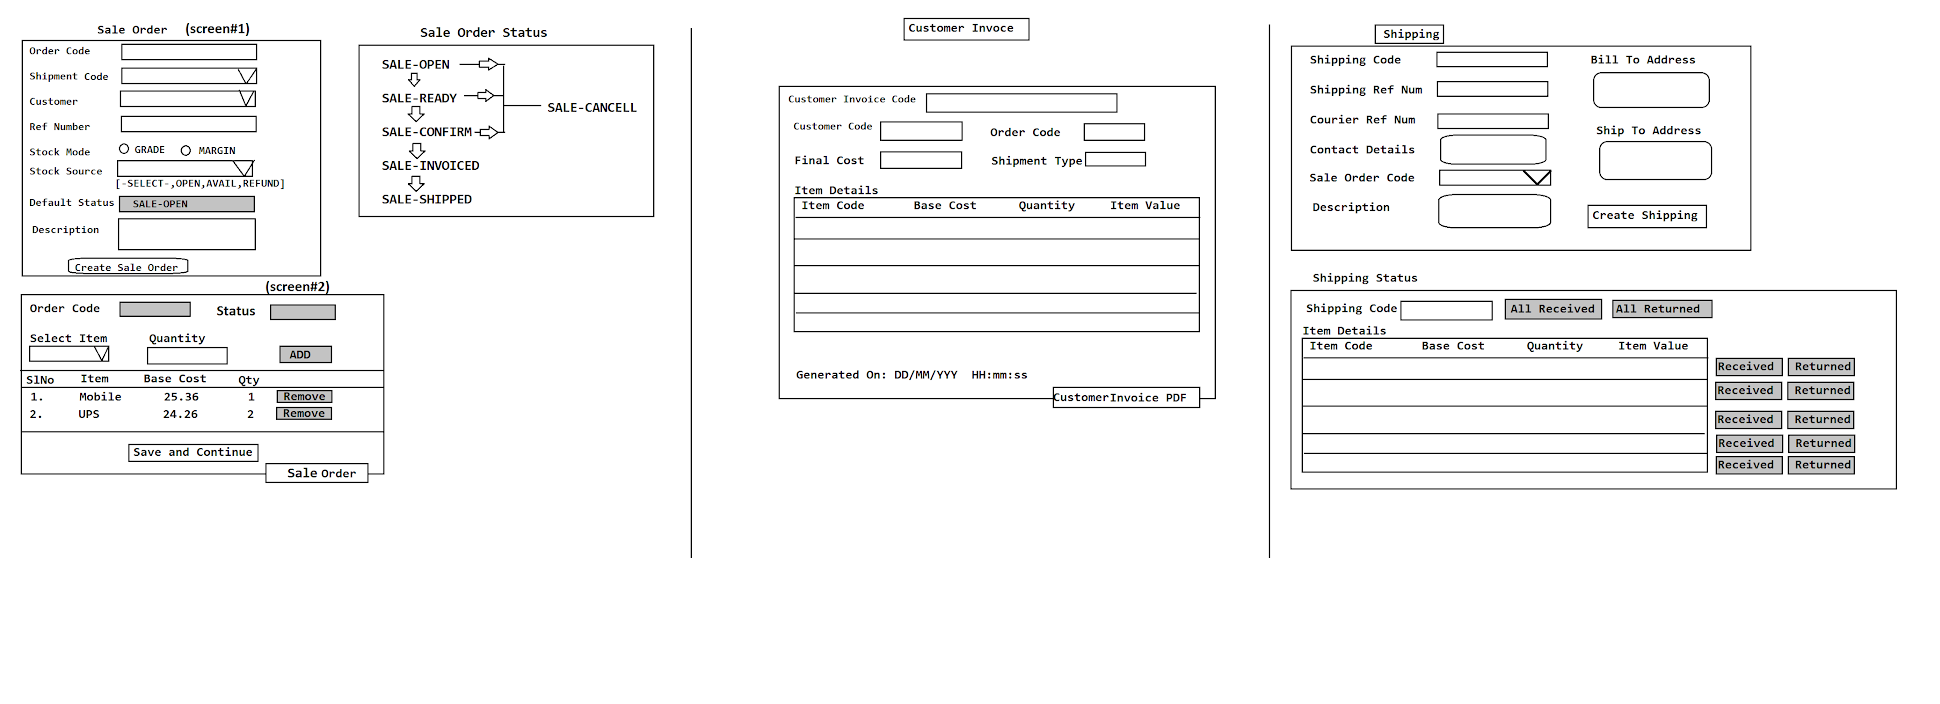 Sale Order (screen#1)
Order Code
Shipment Code
Customer
Ref Number
Stock Mode GRADE MARGIN
Stock Source
[-SELECT-,OPEN,AVAIL,REFUND]
Default Status SALE-OPEN
Description
Create Sale Order
(screen#2)
Order Code Status
Select Item Quantity
ADD
SlNo Item Base Cost Qty
1. Mobile 25.36 1 Remove
2. UPS 24.26 2 Remove
Save and Continue
Sale Order
Sale Order Status
SALE-OPEN
SALE-READY
SALE-CANCELL
SALE-CONFIRM
SALE-INVOICED
SALE-SHIPPED
Customer Invoce
Customer Invoice Code
Customer Code Order Code
Final Cost Shipment Type
Item Details
Item Code Base Cost Quantity Item Value
Generated On: DD/MM/YYY HH:mm:ss
CustomerInvoice PDF
Shipping
Shipping Code Bill To Address
Shipping Ref Num
Courier Ref Num
Ship To Address
Contact Details
Sale Order Code
Description
Create Shipping
Shipping Status
Shipping Code All Received All Returned
Item Details
Item Code Base Cost Quantity Item Value
Received Returned
Received Returned
Received Returned
Received Returned
Received Returned